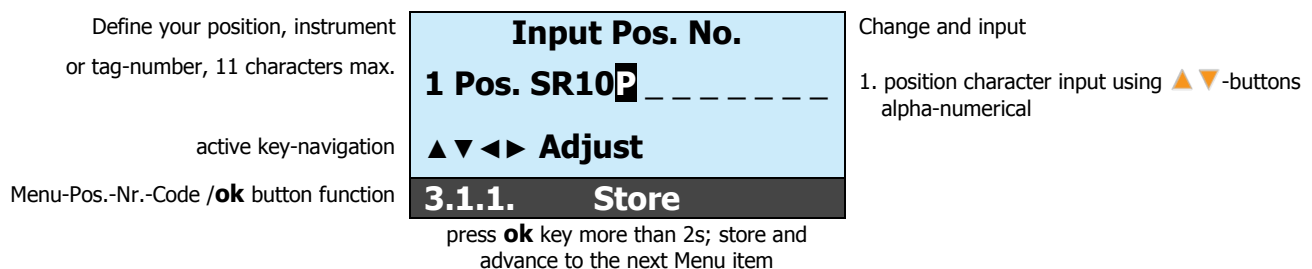 Define your position, instrument
or tag-number, 11 characters max.
active key-navigation
Menu-Pos.-Nr.-Code /ok button function
Input Pos. No.
1 Pos. SR10P _ _ _ _ _ _ _
▲▼◄► Adjust
3.1.1. Store
press ok key more than 2s; store and
advance to the next Menu item
Change and input
1. position character input using ▲▼-buttons
alpha-numerical